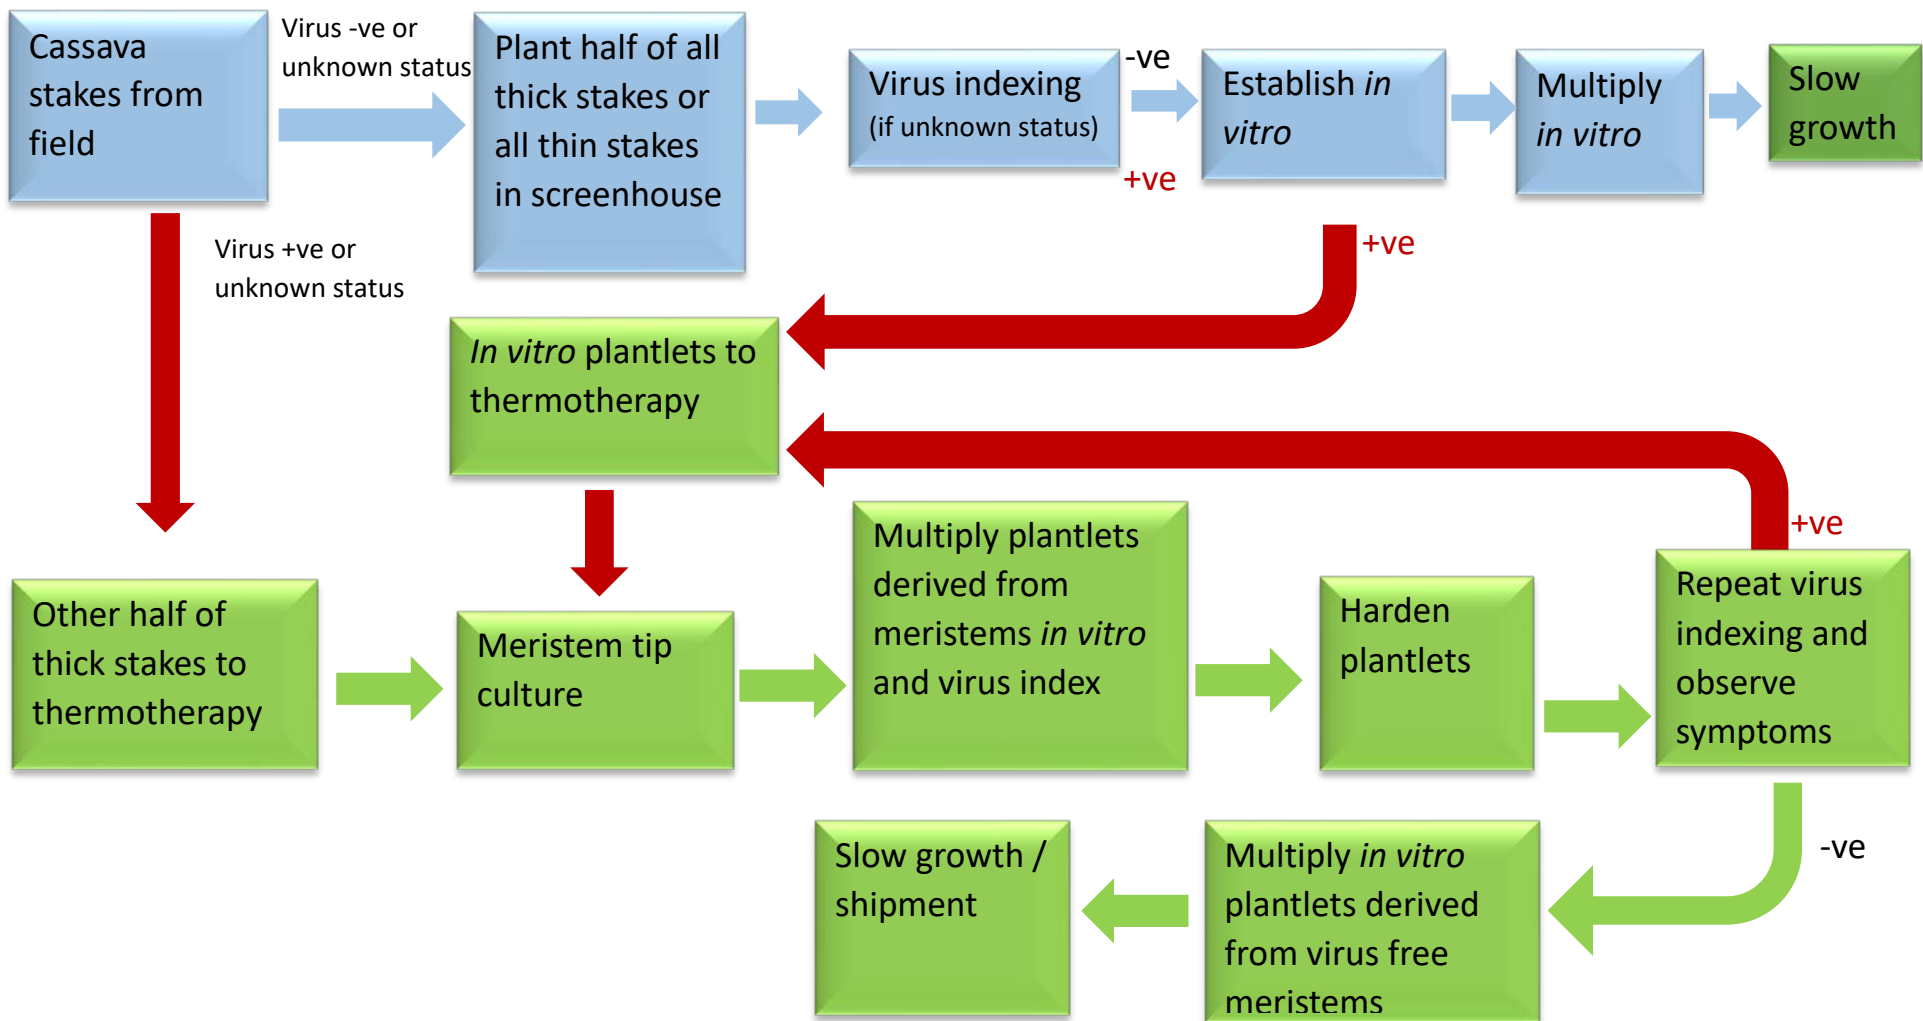 Cassava
stakes from
field
Virus -ve or
unknown status
Plant half of all
thick stakes or
all thin stakes
in screenhouse
Virus indexing
(if unknown status)
-ve
+ve
Establish in
vitro
Multiply
in vitro
Slow
growth
Virus +ve or
unknown status
+ve
In vitro plantlets to
thermotherapy
Other half of
thick stakes to
thermotherapy
Meristem tip
culture
Multiply plantlets
derived from
meristems in vitro
and virus index
Harden
plantlets
+ve
Repeat virus
indexing and
observe
symptoms
-ve
Multiply in vitro
plantlets derived
from virus free
meristems
Slow growth /
shipment